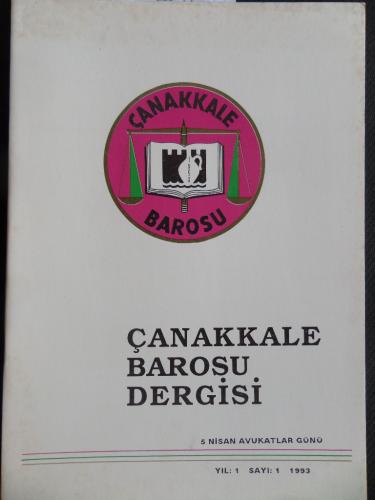 ÇANAKKALE
BAROSU
ÇANAKKALE
BAROSU
DERGİSİ
5 NİSAN AVUKATLAR GÜNÜ
YIL: 1 SAYI: 1 1993